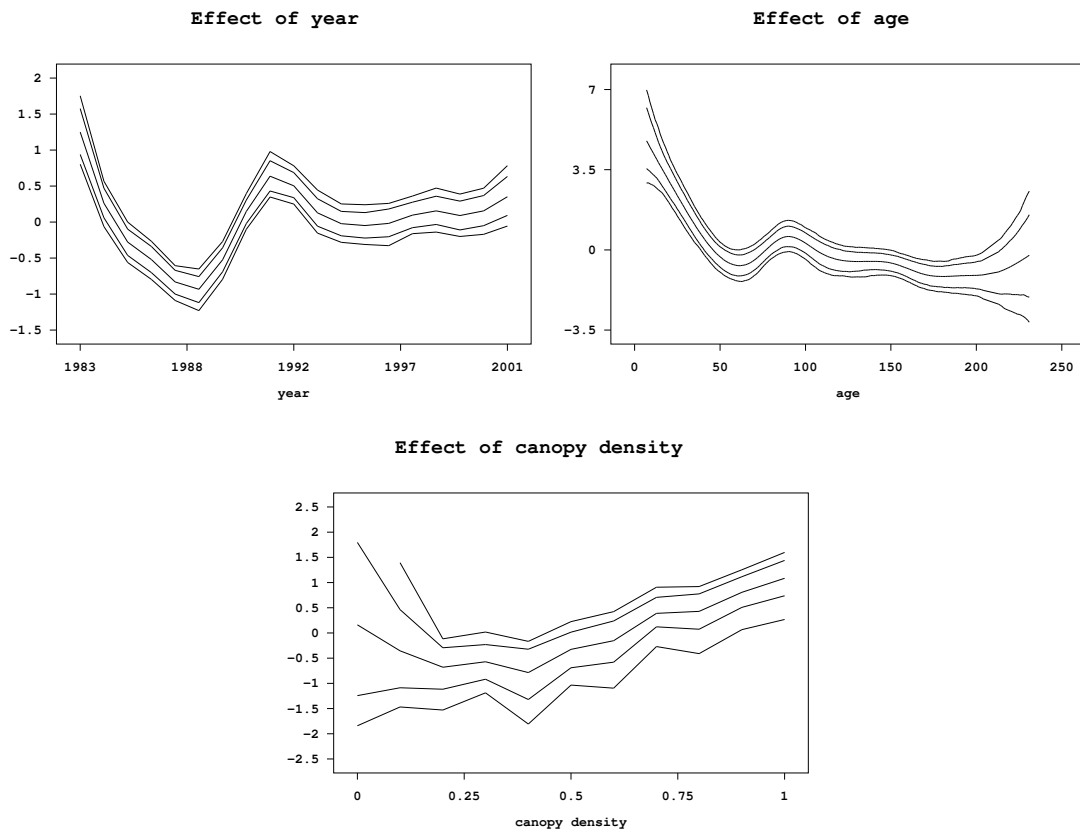 Effect of year
2
1.5
1
0.5
0
-0.5
-1
-1.5
1983 1988 1992 1997 2001
year
Effect of age
7
3.5
0
-3.5
0 50 100 150 200 250
age
Effect of canopy density
2.5
2
1.5
1
0.5
0
-0.5
-1
-1.5
-2
-2.5
0 0.25 0.5 0.75 1
canopy density